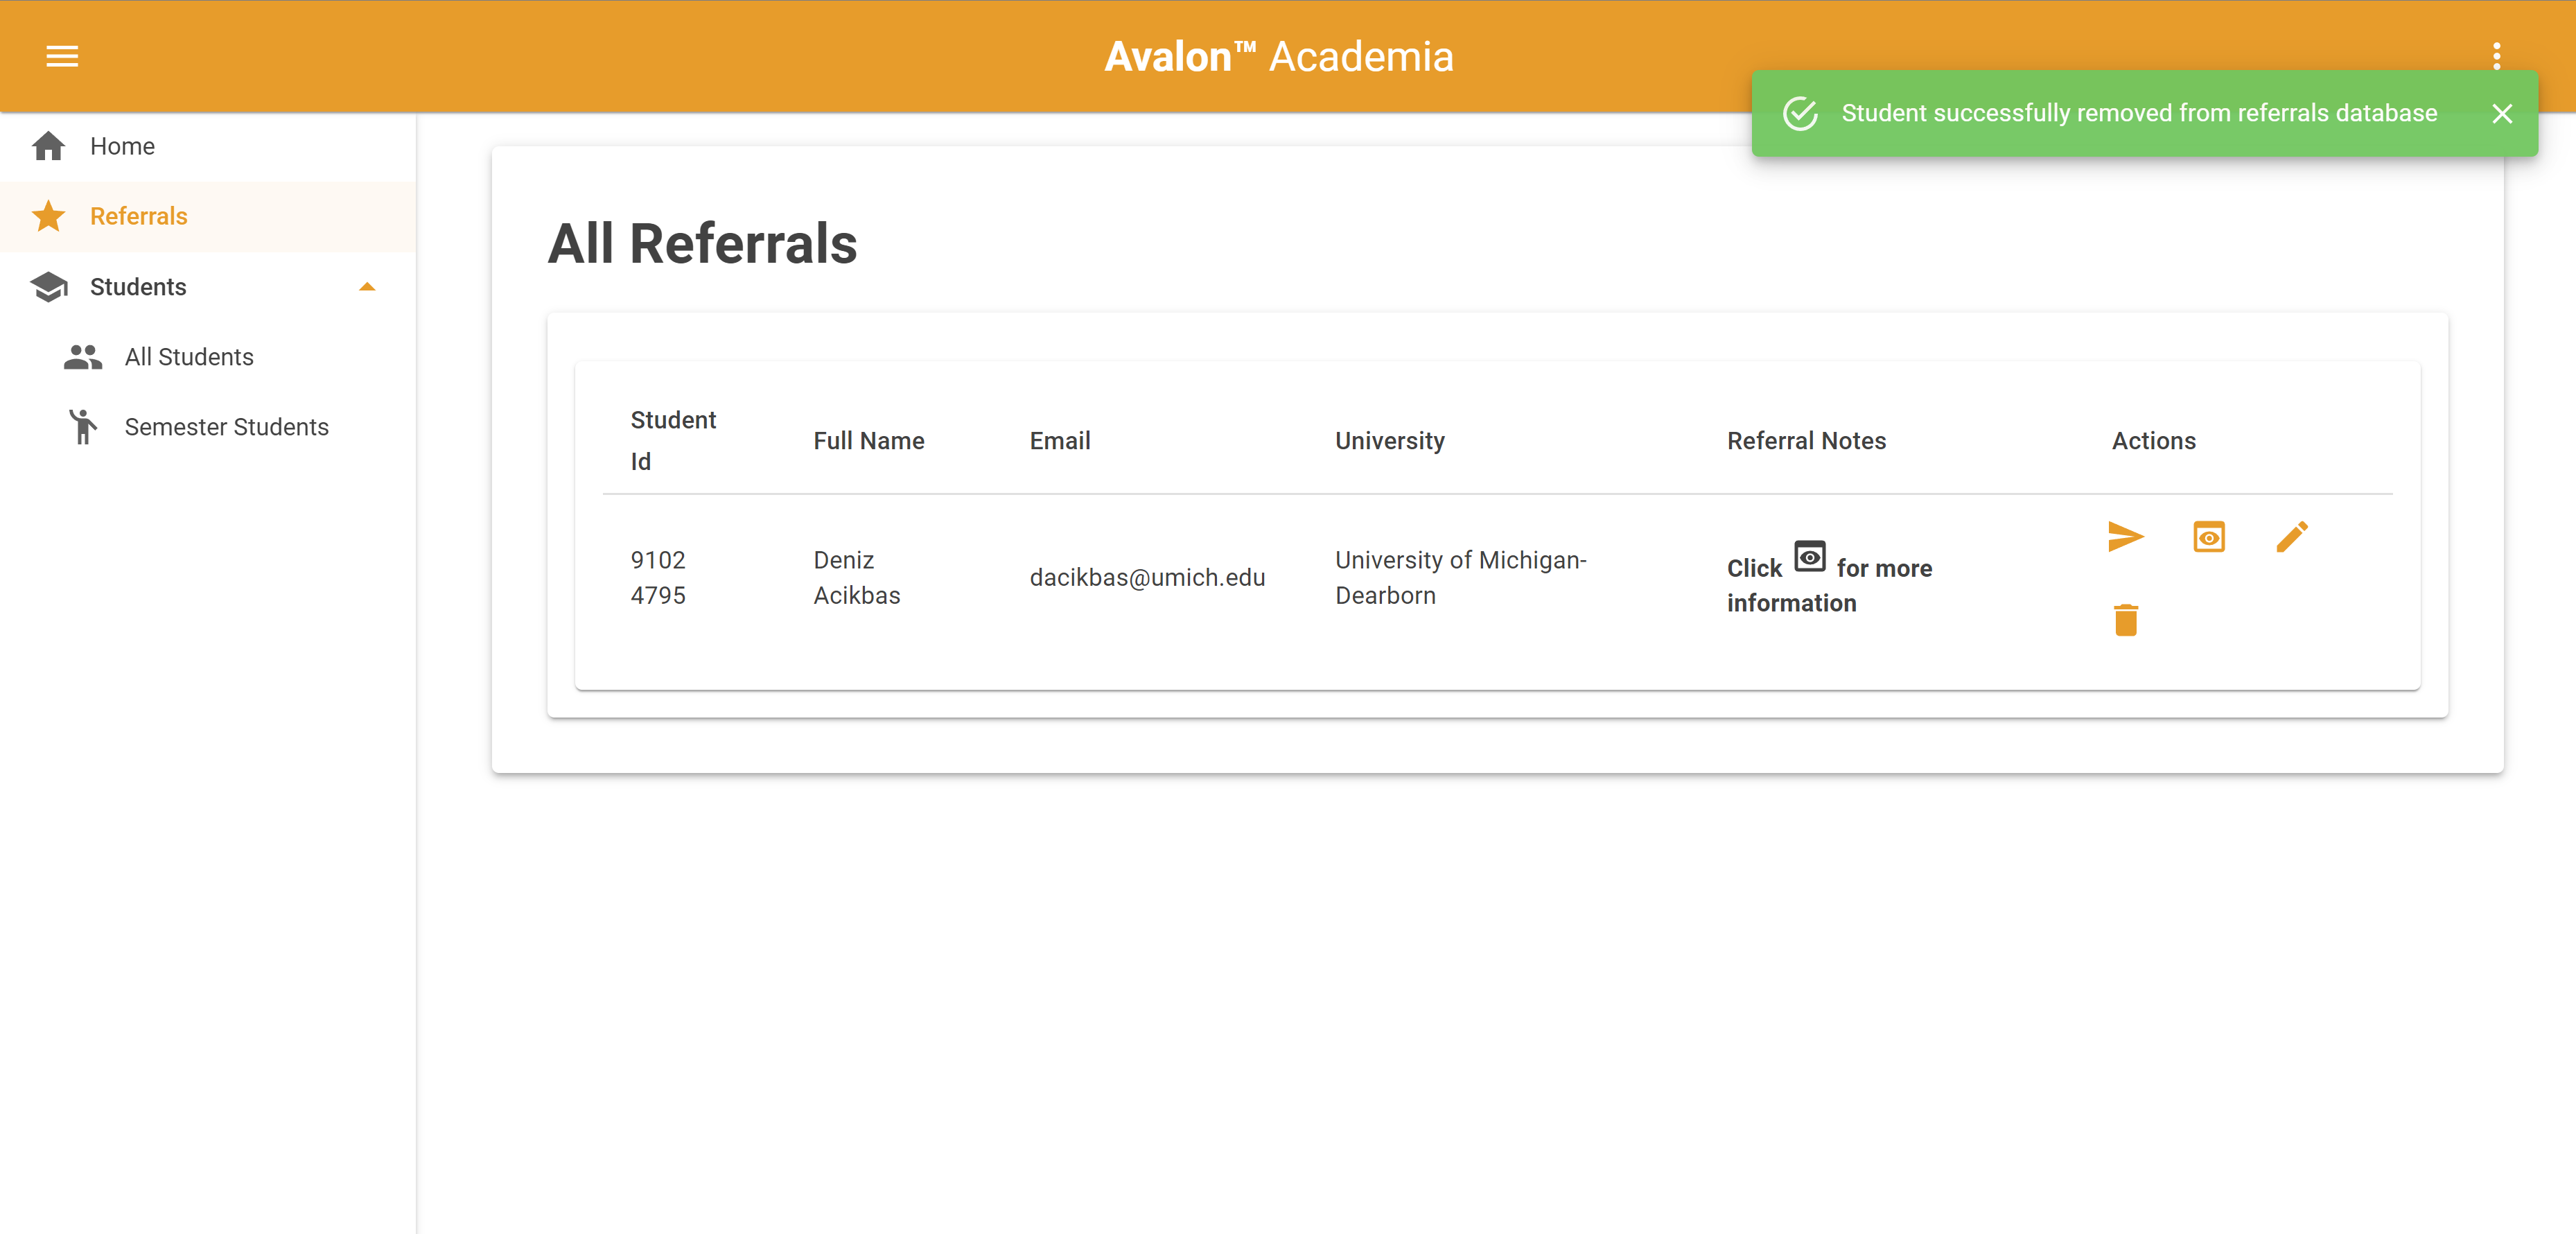 Avalon™ Academia
Student successfully removed from referrals database
Home
Referrals
Students
All Students
Semester Students
All Referrals
Student
Id
Full Name
Email
University
Referral Notes
Actions
9102
4795
Deniz
Acikbas
dacikbas@umich.edu
University of Michigan-
Dearborn
Click for more
information